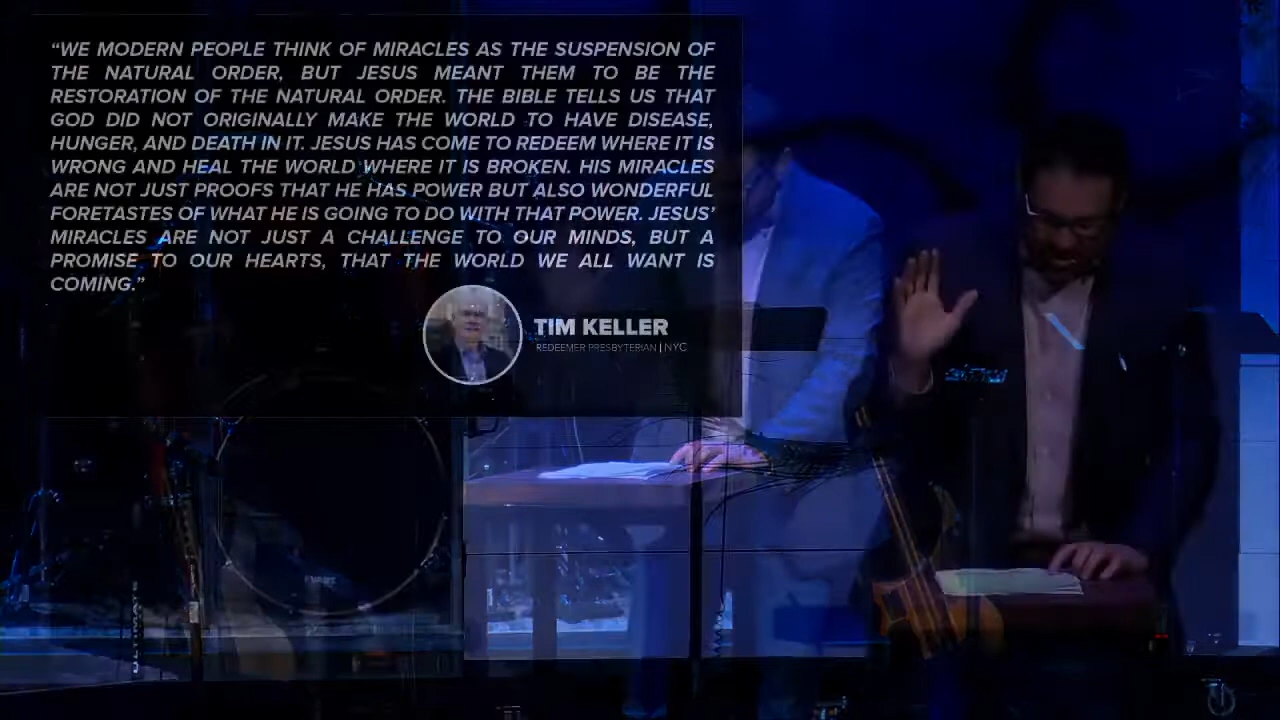 “WE MODERN PEOPLE THINK OF MIRACLES AS THE SUSPENSION OF
THE NATURAL ORDER, BUT JESUS MEANT THEM TO BE THE
RESTORATION OF THE NATURAL ORDER. THE BIBLE TELLS US THAT
GOD DID NOT ORIGINALLY MAKE THE WORLD TO HAVE DISEASE,
HUNGER, AND DEATH IN IT. JESUS HAS COME TO REDEEM WHERE IT IS
WRONG AND HEAL THE WORLD WHERE IT IS BROKEN. HIS MIRACLES
ARE NOT JUST PROOFS THAT HE HAS POWER BUT ALSO WONDERFUL
FORETASTES OF WHAT HE IS GOING TO DO WITH THAT POWER. JESUS’
MIRACLES ARE NOT JUST A CHALLENGE TO OUR MINDS, BUT A
PROMISE TO OUR HEARTS, THAT THE WORLD WE ALL WANT IS
COMING.”
TIM KELLER
REDEEMER PRESBYTERIAN | NYC